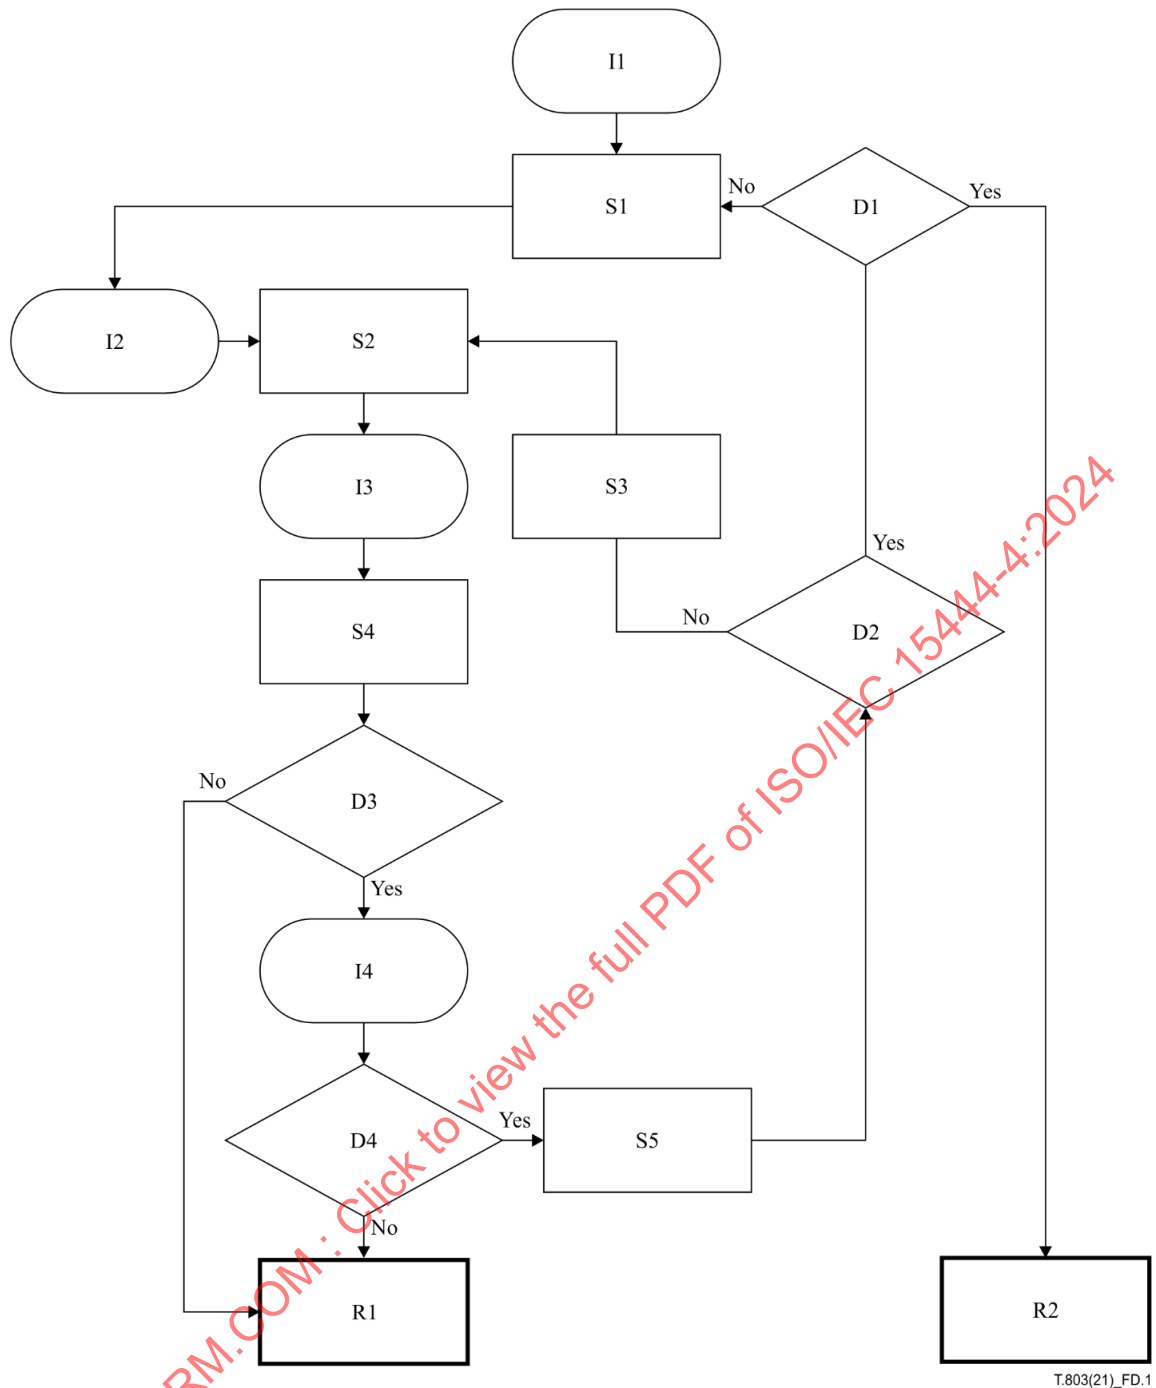 I1
S1
No
D1
Yes
I2
S2
I3
S3
Yes
S4
No
D2
No
D3
Yes
I4
D4
Yes
S5
No
R1
R2
RM.COM : Click to view the full PDF of ISO/IEC 15444-4:2024
T.803(21)_FD.1